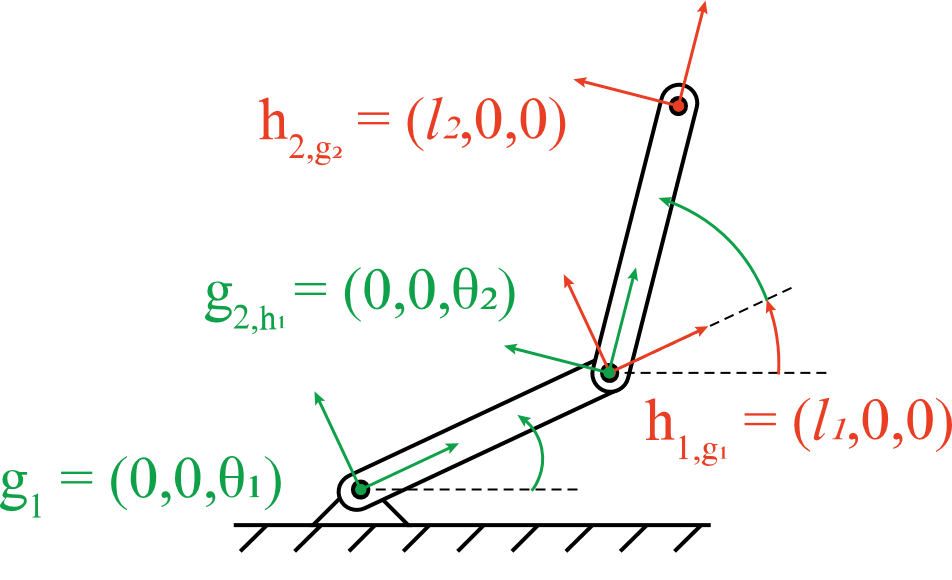 h₂,g₂ = (l₂,0,0)
g₂,h₁ = (0,0,θ₂)
h₁,g₁ = (l₁,0,0)
g₁ = (0,0,θ₁)